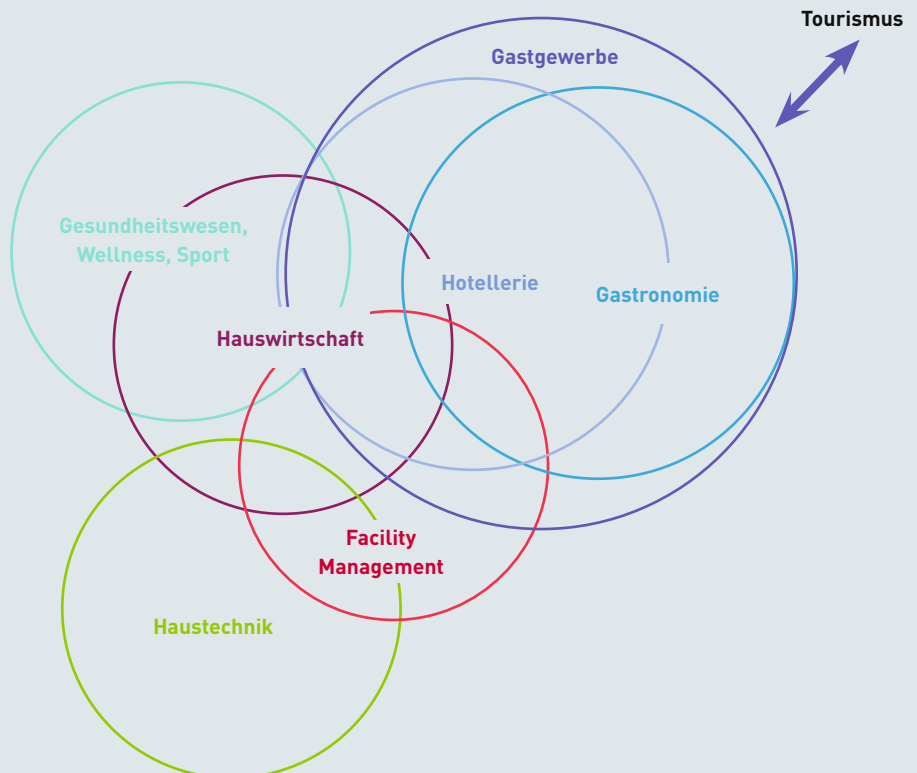 Tourismus
Gastgewerbe
Gesundheitswesen,
Wellness, Sport
Hotellerie
Gastronomie
Hauswirtschaft
Facility
Management
Haustechnik